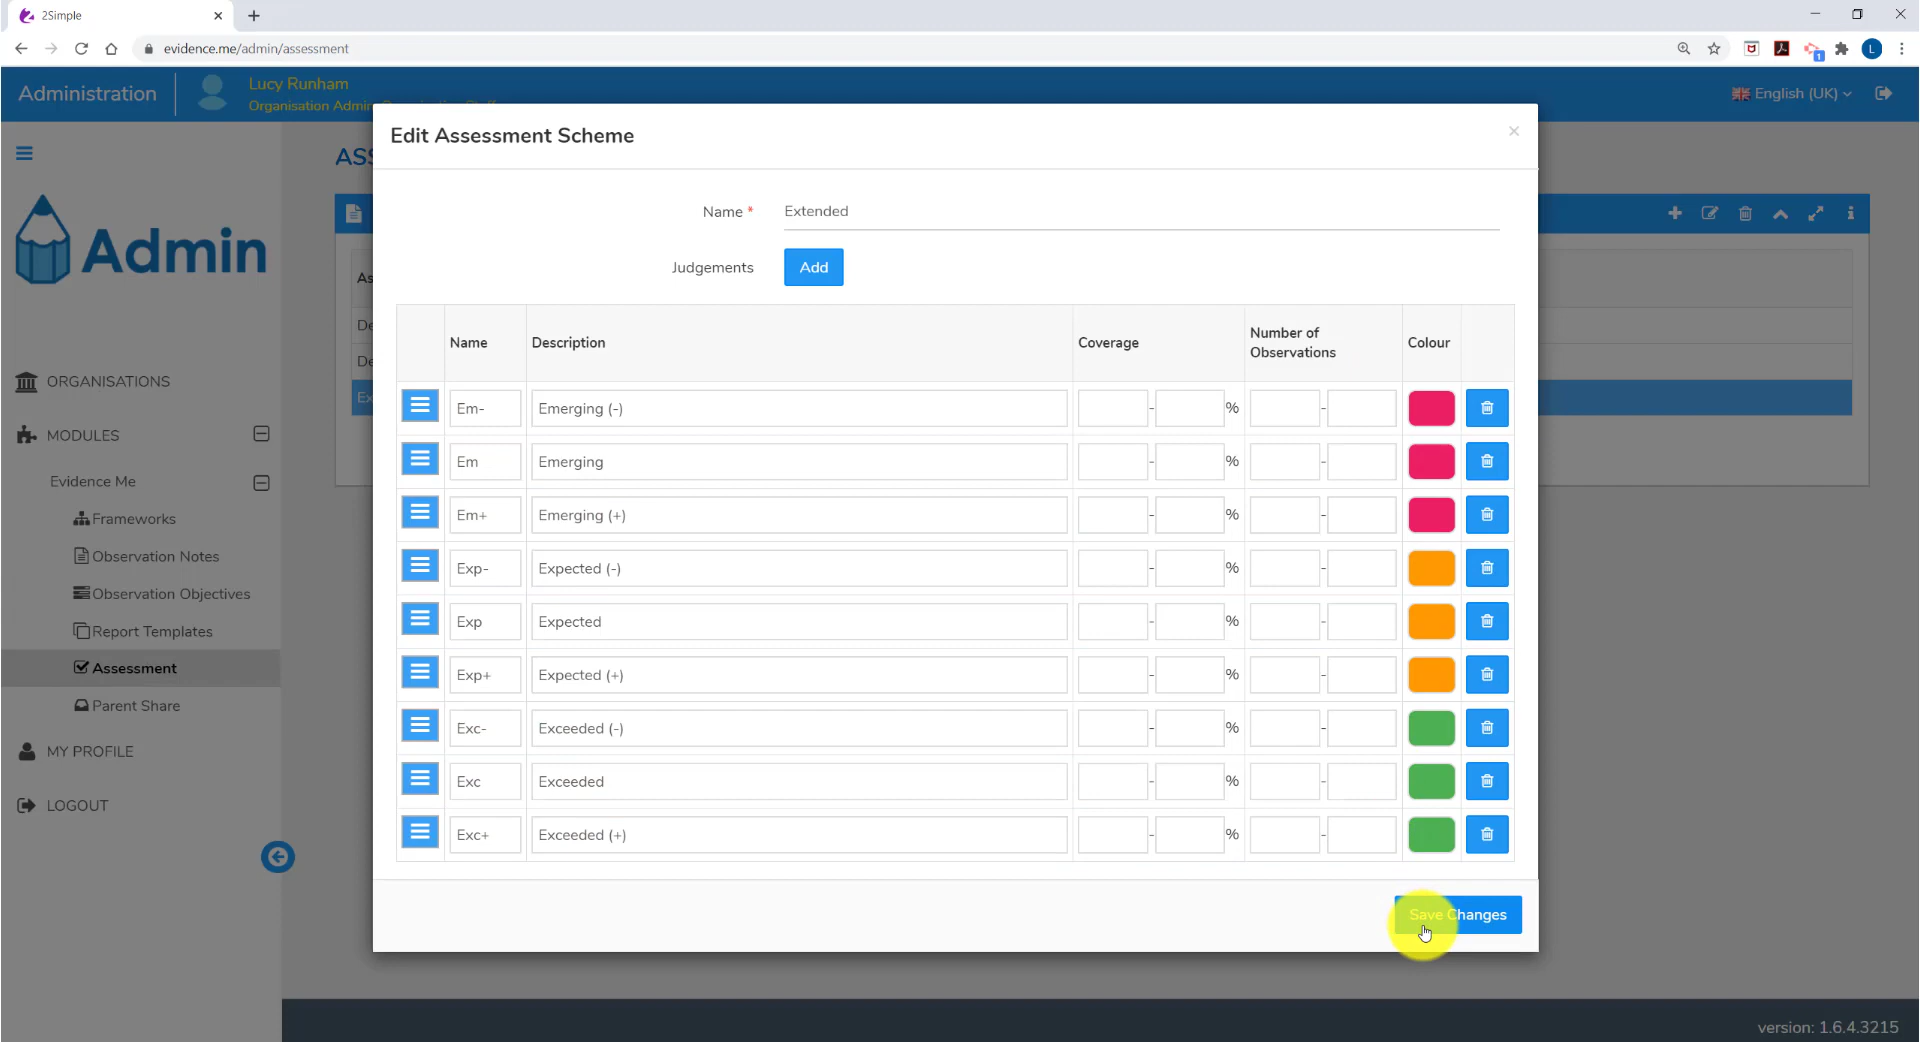 2Simple
evidence.me/admin/assessment
1
L
Administration
Lucy Runham
Organisation Admin
English (UK)
Edit Assessment Scheme
×
Admin
Name *
Extended
Judgements
Add
Name
Description
Coverage
Number of
Observations
Colour
Em-
Emerging (-)
-
%
-
Em
Emerging
-
%
-
Em+
Emerging (+)
-
%
-
Exp-
Expected (-)
-
%
-
Exp
Expected
-
%
-
Exp+
Expected (+)
-
%
-
Exc-
Exceeded (-)
-
%
-
Exc
Exceeded
-
%
-
Exc+
Exceeded (+)
-
%
-
Save Changes
ORGANISATIONS
MODULES
Evidence Me
Frameworks
Observation Notes
Observation Objectives
Report Templates
Assessment
Parent Share
MY PROFILE
LOGOUT
version: 1.6.4.3215